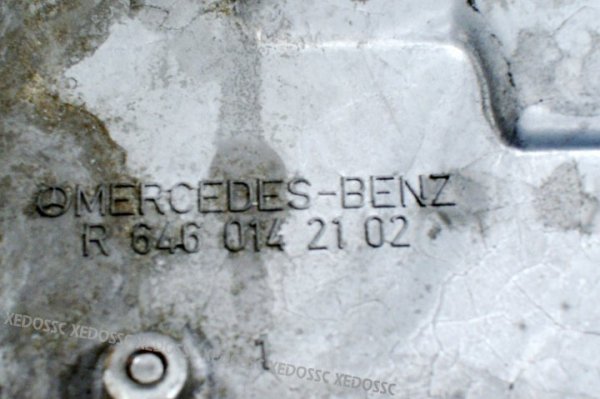 MERCEDES-BENZ
R 646 014 21 02
XEDOSSC XEDOSSC
XEDOSSC XEDOSSC